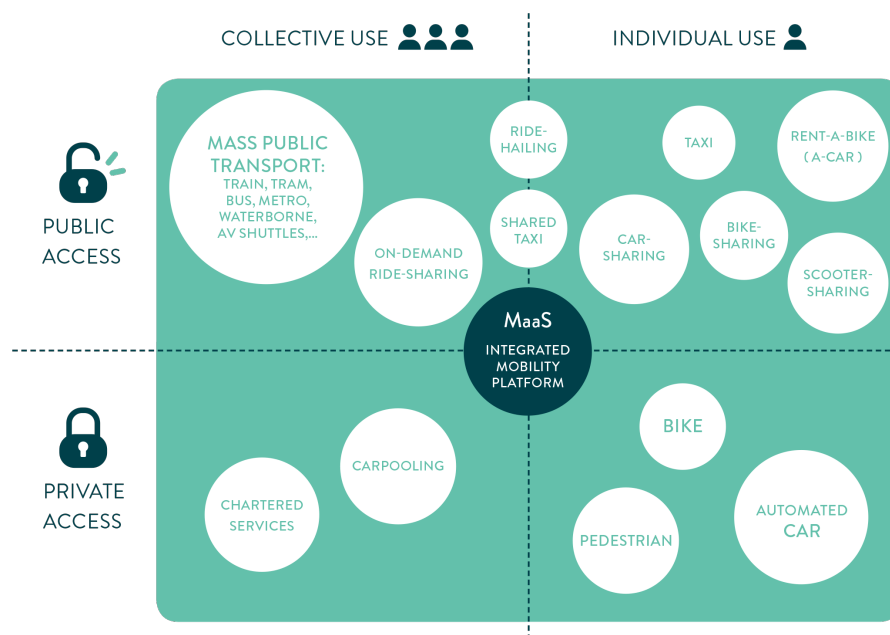 COLLECTIVE USE
INDIVIDUAL USE
PUBLIC
ACCESS
MASS PUBLIC
TRANSPORT:
TRAIN, TRAM,
BUS, METRO,
WATERBORNE,
AV SHUTTLES,...
ON-DEMAND
RIDE-SHARING
RIDE-
HAILING
SHARED
TAXI
TAXI
RENT-A-BIKE
( A-CAR )
CAR-
SHARING
BIKE-
SHARING
SCOOTER-
SHARING
MaaS
INTEGRATED
MOBILITY
PLATFORM
PRIVATE
ACCESS
CHARTERED
SERVICES
CARPOOLING
BIKE
PEDESTRIAN
AUTOMATED
CAR